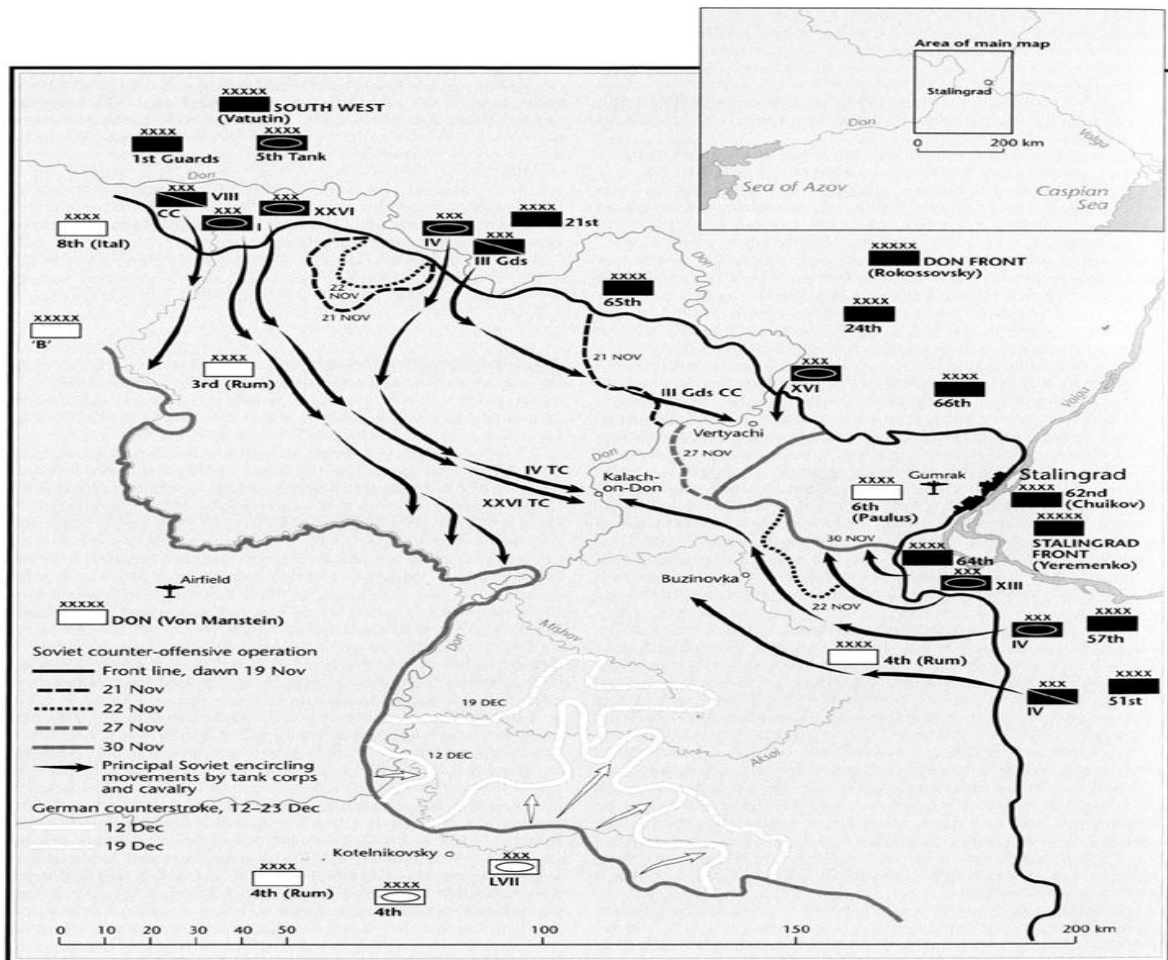 Area of main map
Stalingrad
Don
Volga
0 200 km
Sea of Azov
Caspian
Sea
XXXXX
SOUTH WEST
(Vatutin)
XXXX
1st Guards
XXXX
5th Tank
Don
XXX
VIII
CC
XXX
I
XXX
XXVI
XXXX
8th (Ital)
XXX
IV
XXX
III Gds
XXXX
21st
Don
XXXXX
DON FRONT
(Rokossovsky)
22
NOV
21 NOV
XXXX
65th
XXXX
24th
XXXXX
'B'
XXXX
3rd (Rum)
21 NOV
III Gds CC
XXX
XVI
XXXX
66th
Volga
Vertyachi
27 NOV
Don
IV TC
XXVI TC
Kalach-
on-Don
Gumrak
XXXX
6th
(Paulus)
Stalingrad
XXXX
62nd
(Chuikov)
XXXXX
STALINGRAD
FRONT
(Yeremenko)
30 NOV
XXXX
64th
XXX
XIII
Buzinovka
22 NOV
XXX
IV
XXXX
57th
XXXX
4th (Rum)
XXX
IV
XXXX
51st
Airfield
XXXXX
DON (Von Manstein)
Don
Mishov
19 DEC
12 DEC
Aksoy
Soviet counter-offensive operation
Front line, dawn 19 Nov
21 Nov
22 Nov
27 Nov
30 Nov
Principal Soviet encircling
movements by tank corps
and cavalry
German counterstroke, 12–23 Dec
12 Dec
19 Dec
Kotelnikovsky
XXXX
4th (Rum)
XXXX
4th
XXX
LVII
0 10 20 30 40 50 100 150 200 km